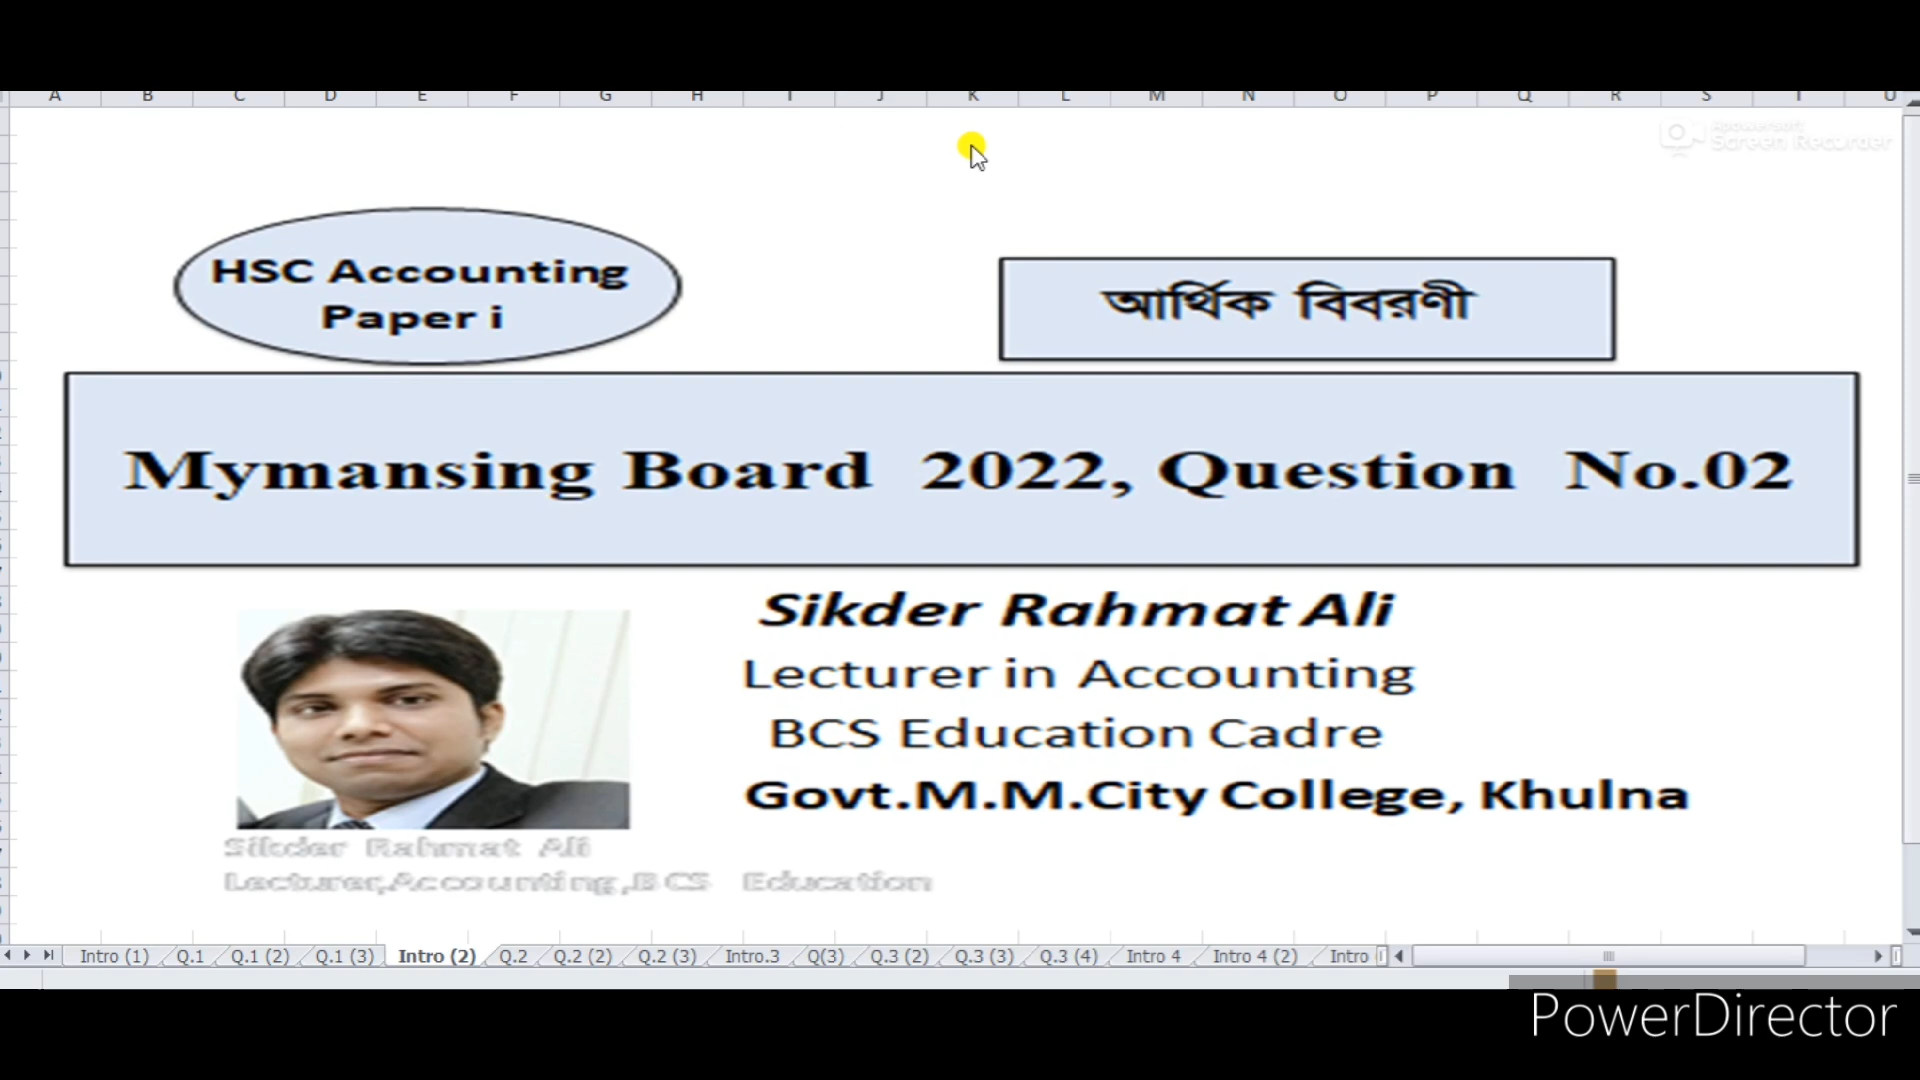 A B C D E F G H I J K L M N O P Q R S T U
Apowersoft
Screen Recorder
HSC Accounting
Paper i
আর্থিক বিবরণী
Mymansing Board 2022, Question No.02
Sikder Rahmat Ali
Lecturer in Accounting
BCS Education Cadre
Govt.M.M.City College, Khulna
Sikder Rahmat Ali
Lecturer,Accounting,BCS Education
Intro (1) Q.1 Q.1 (2) Q.1 (3) Intro (2) Q.2 Q.2 (2) Q.2 (3) Intro.3 Q(3) Q.3 (2) Q.3 (3) Q.3 (4) Intro 4 Intro 4 (2) Intro
PowerDirector